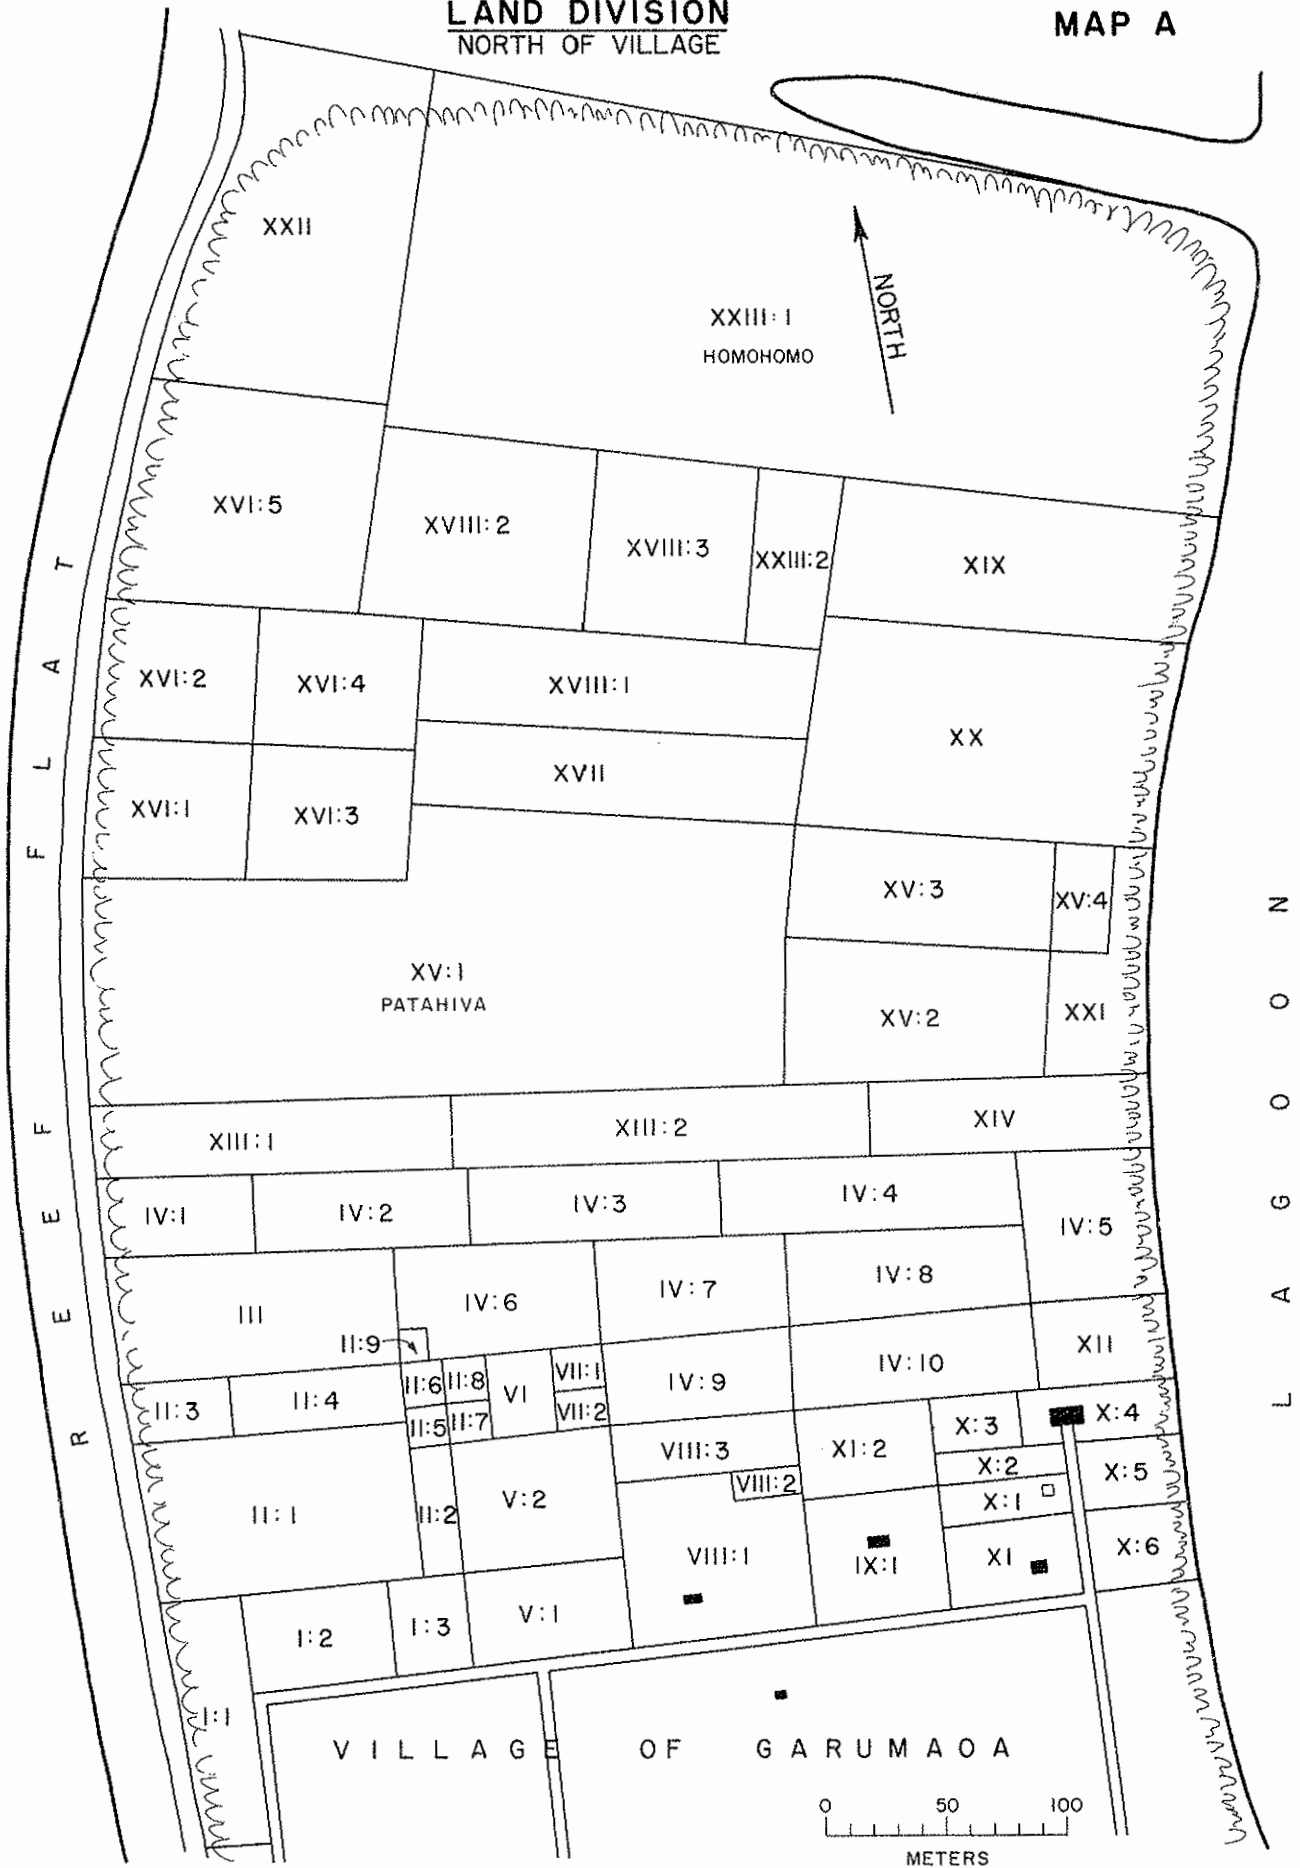 LAND DIVISION
NORTH OF VILLAGE
MAP A
XXII
XXIII:1
HOMOHOMO
NORTH
XVI:5
XVIII:2
XVIII:3
XXIII:2
XIX
XVI:2
XVI:4
XVIII:1
XX
XVII
XVI:1
XVI:3
XV:3
XV:4
XV:1
PATAHIVA
XV:2
XXI
XIII:1
XIII:2
XIV
IV:1
IV:2
IV:3
IV:4
IV:5
III
IV:6
IV:7
IV:8
II:9
XII
II:3
II:4
II:6
II:8
VI
VII:1
IV:9
IV:10
II:5
II:7
VII:2
X:3
X:4
VIII:3
XI:2
X:2
X:5
II:1
II:2
V:2
VIII:2
X:1
VIII:1
IX:1
XI
X:6
I:2
I:3
V:1
I:1
REEF FLAT
LAGOON
VILLAGE OF GARUMAOA
0 50 100
METERS